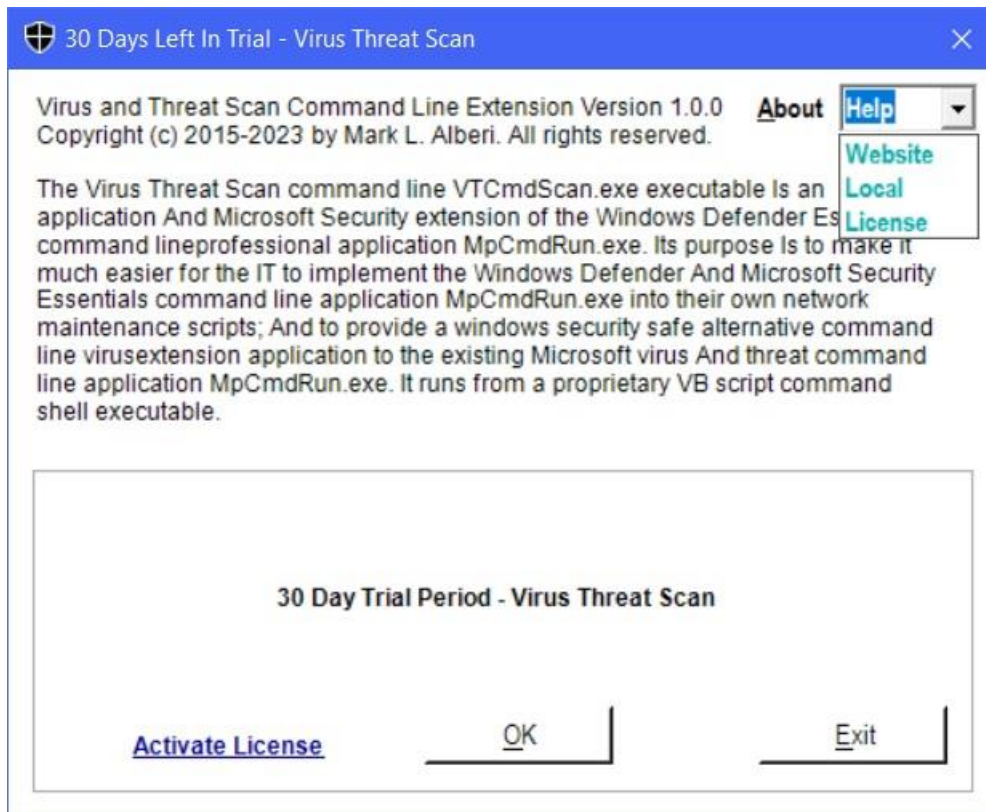 30 Days Left In Trial - Virus Threat Scan
Virus and Threat Scan Command Line Extension Version 1.0.0
Copyright (c) 2015-2023 by Mark L. Alberi. All rights reserved.
About
Help
Website
Local
License
The Virus Threat Scan command line VTCmdScan.exe executable Is an
application And Microsoft Security extension of the Windows Defender Es
command lineprofessional application MpCmdRun.exe. Its purpose Is to make it
much easier for the IT to implement the Windows Defender And Microsoft Security
Essentials command line application MpCmdRun.exe into their own network
maintenance scripts; And to provide a windows security safe alternative command
line virusextension application to the existing Microsoft virus And threat command
line application MpCmdRun.exe. It runs from a proprietary VB script command
shell executable.
30 Day Trial Period - Virus Threat Scan
Activate License
OK
Exit